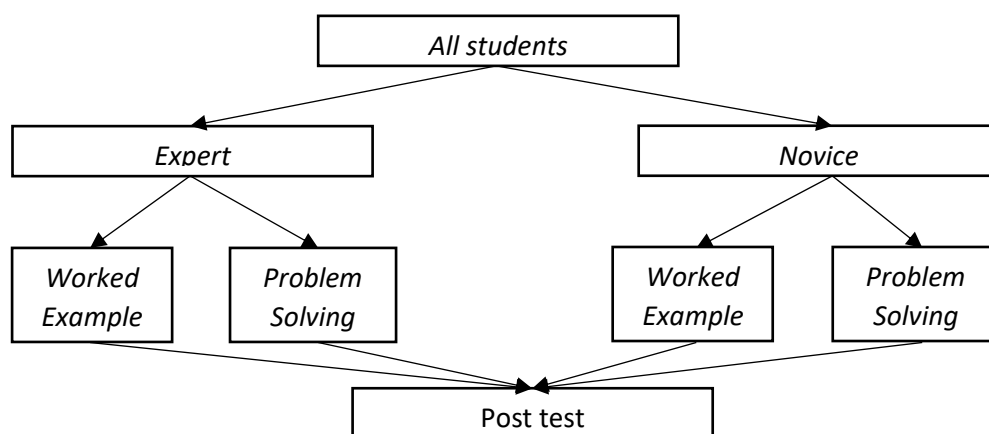 All students
Expert
Novice
Worked
Example
Problem
Solving
Worked
Example
Problem
Solving
Post test